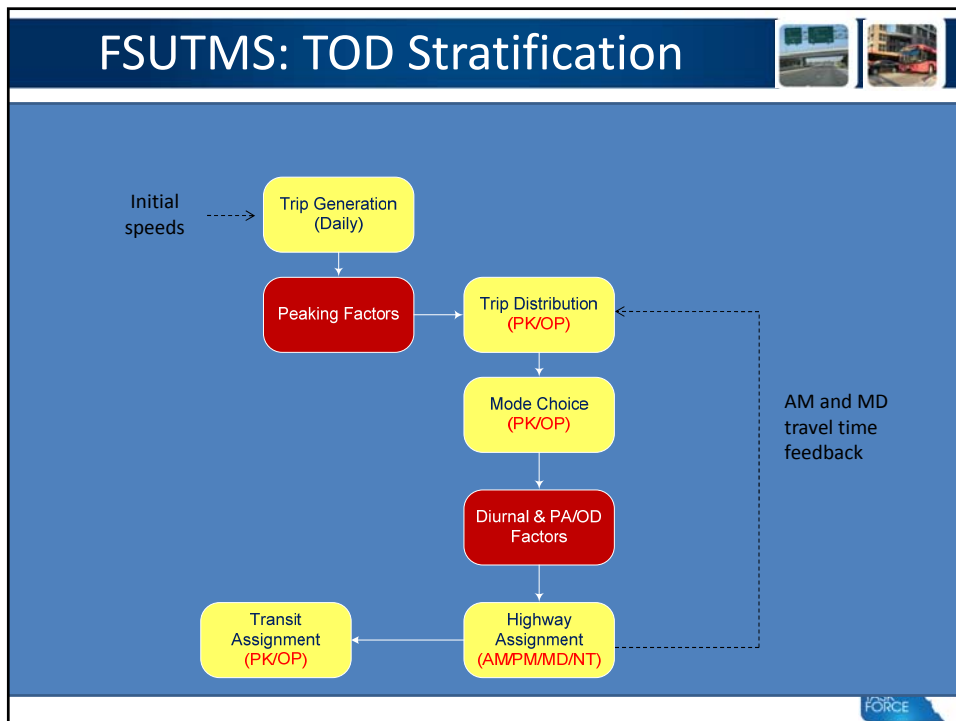 FSUTMS: TOD Stratification
Initial
speeds
Trip Generation
(Daily)
Peaking Factors
Trip Distribution
(PK/OP)
Mode Choice
(PK/OP)
AM and MD
travel time
feedback
Diurnal & PA/OD
Factors
Transit
Assignment
(PK/OP)
Highway
Assignment
(AM/PM/MD/NT)
TASK
FORCE